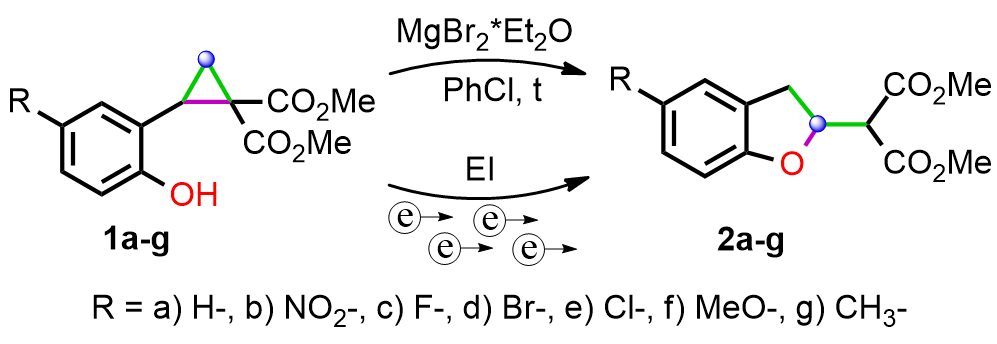 MgBr₂*Et₂O
PhCl, t
R
CO₂Me
CO₂Me
OH
1a-g
EI
e e
e e
R
CO₂Me
CO₂Me
O
2a-g
R = a) H-, b) NO₂-, c) F-, d) Br-, e) Cl-, f) MeO-, g) CH₃-